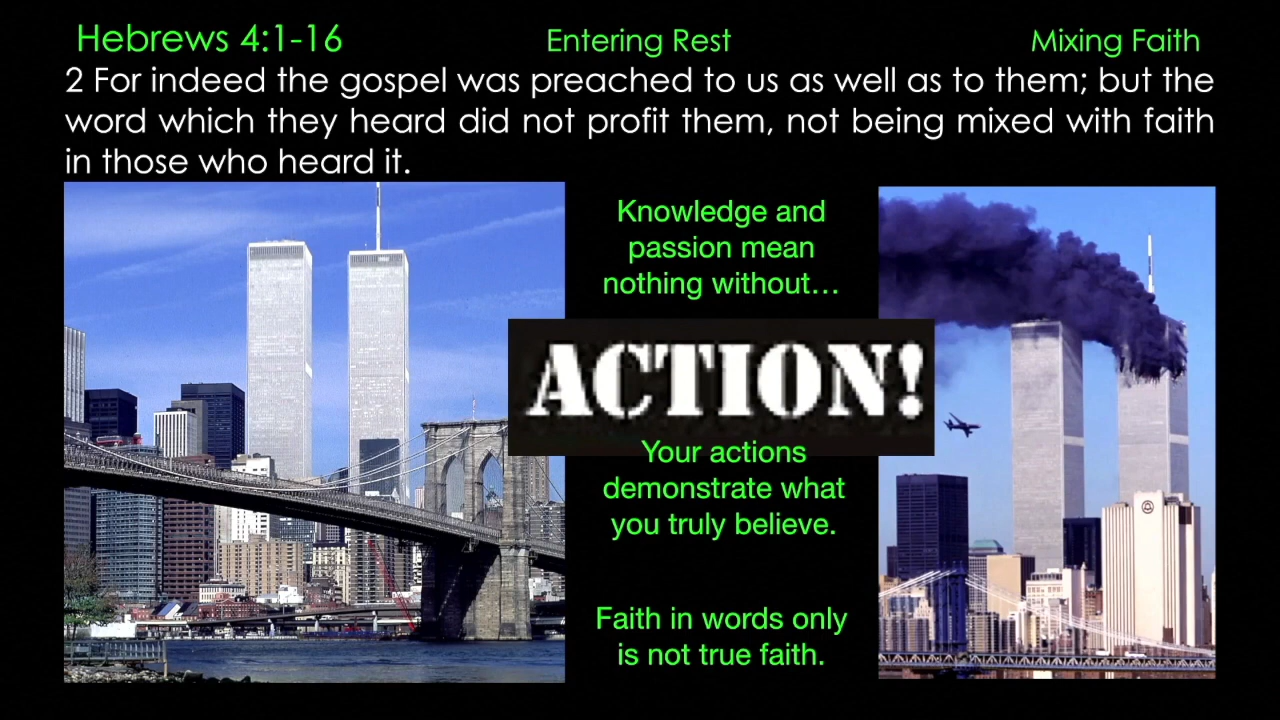 Hebrews 4:1-16 Entering Rest Mixing Faith
2 For indeed the gospel was preached to us as well as to them; but the
word which they heard did not profit them, not being mixed with faith
in those who heard it.
Knowledge and
passion mean
nothing without…
ACTION!
Your actions
demonstrate what
you truly believe.
Faith in words only
is not true faith.